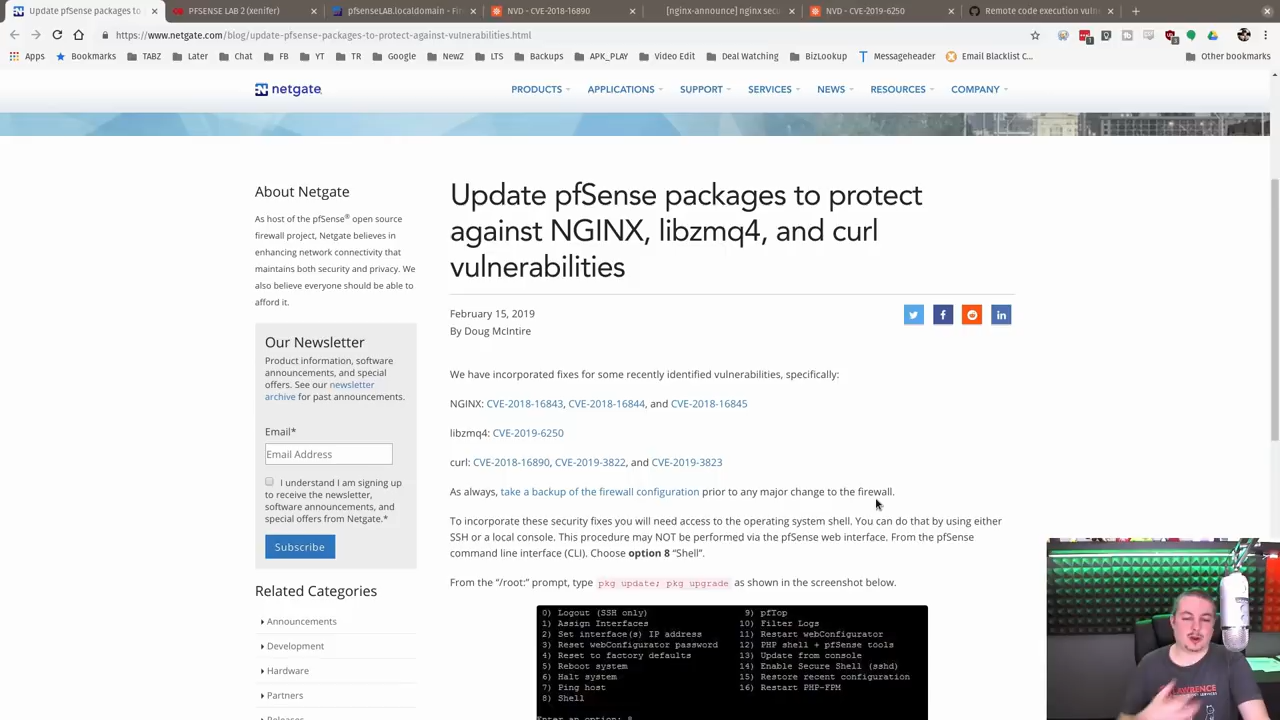 Update pfSense packages to
PFSENSE LAB 2 (xenifer)
pfsenseLAB.localdomain - Fi
NVD - CVE-2018-16890
[nginx-announce] nginx sec
NVD - CVE-2019-6250
Remote code execution vuln
https://www.netgate.com/blog/update-pfsense-packages-to-protect-against-vulnerabilities.html
Apps
Bookmarks
TABZ
Later
Chat
FB
YT
TR
Google
NewZ
LTS
Backups
APK_PLAY
Video Edit
Deal Watching
BizLookup
Messageheader
Email Blacklist C...
Other bookmarks
netgate
PRODUCTS
APPLICATIONS
SUPPORT
SERVICES
NEWS
RESOURCES
COMPANY
About Netgate
As host of the pfSense® open source
firewall project, Netgate believes in
enhancing network connectivity that
maintains both security and privacy. We
also believe everyone should be able to
afford it.
Our Newsletter
Product information, software
announcements, and special
offers. See our newsletter
archive for past announcements.
Email*
Email Address
I understand I am signing up
to receive the newsletter,
software announcements, and
special offers from Netgate.*
Subscribe
Related Categories
Announcements
Development
Hardware
Partners
Releases
Update pfSense packages to protect
against NGINX, libzmq4, and curl
vulnerabilities
February 15, 2019
By Doug McIntire
We have incorporated fixes for some recently identified vulnerabilities, specifically:
NGINX: CVE-2018-16843, CVE-2018-16844, and CVE-2018-16845
libzmq4: CVE-2019-6250
curl: CVE-2018-16890, CVE-2019-3822, and CVE-2019-3823
As always, take a backup of the firewall configuration prior to any major change to the firewall.
To incorporate these security fixes you will need access to the operating system shell. You can do that by using either
SSH or a local console. This procedure may NOT be performed via the pfSense web interface. From the pfSense
command line interface (CLI). Choose option 8 “Shell”.
From the “/root:” prompt, type pkg update; pkg upgrade as shown in the screenshot below.
0) Logout (SSH only) 9) pfTop
1) Assign Interfaces 10) Filter Logs
2) Set interface(s) IP address 11) Restart webConfigurator
3) Reset webConfigurator password 12) PHP shell + pfSense tools
4) Reset to factory defaults 13) Update from console
5) Reboot system 14) Enable Secure Shell (sshd)
6) Halt system 15) Restore recent configuration
7) Ping host 16) Restart PHP-FPM
8) Shell
Enter an option: 8
LAWRENCE